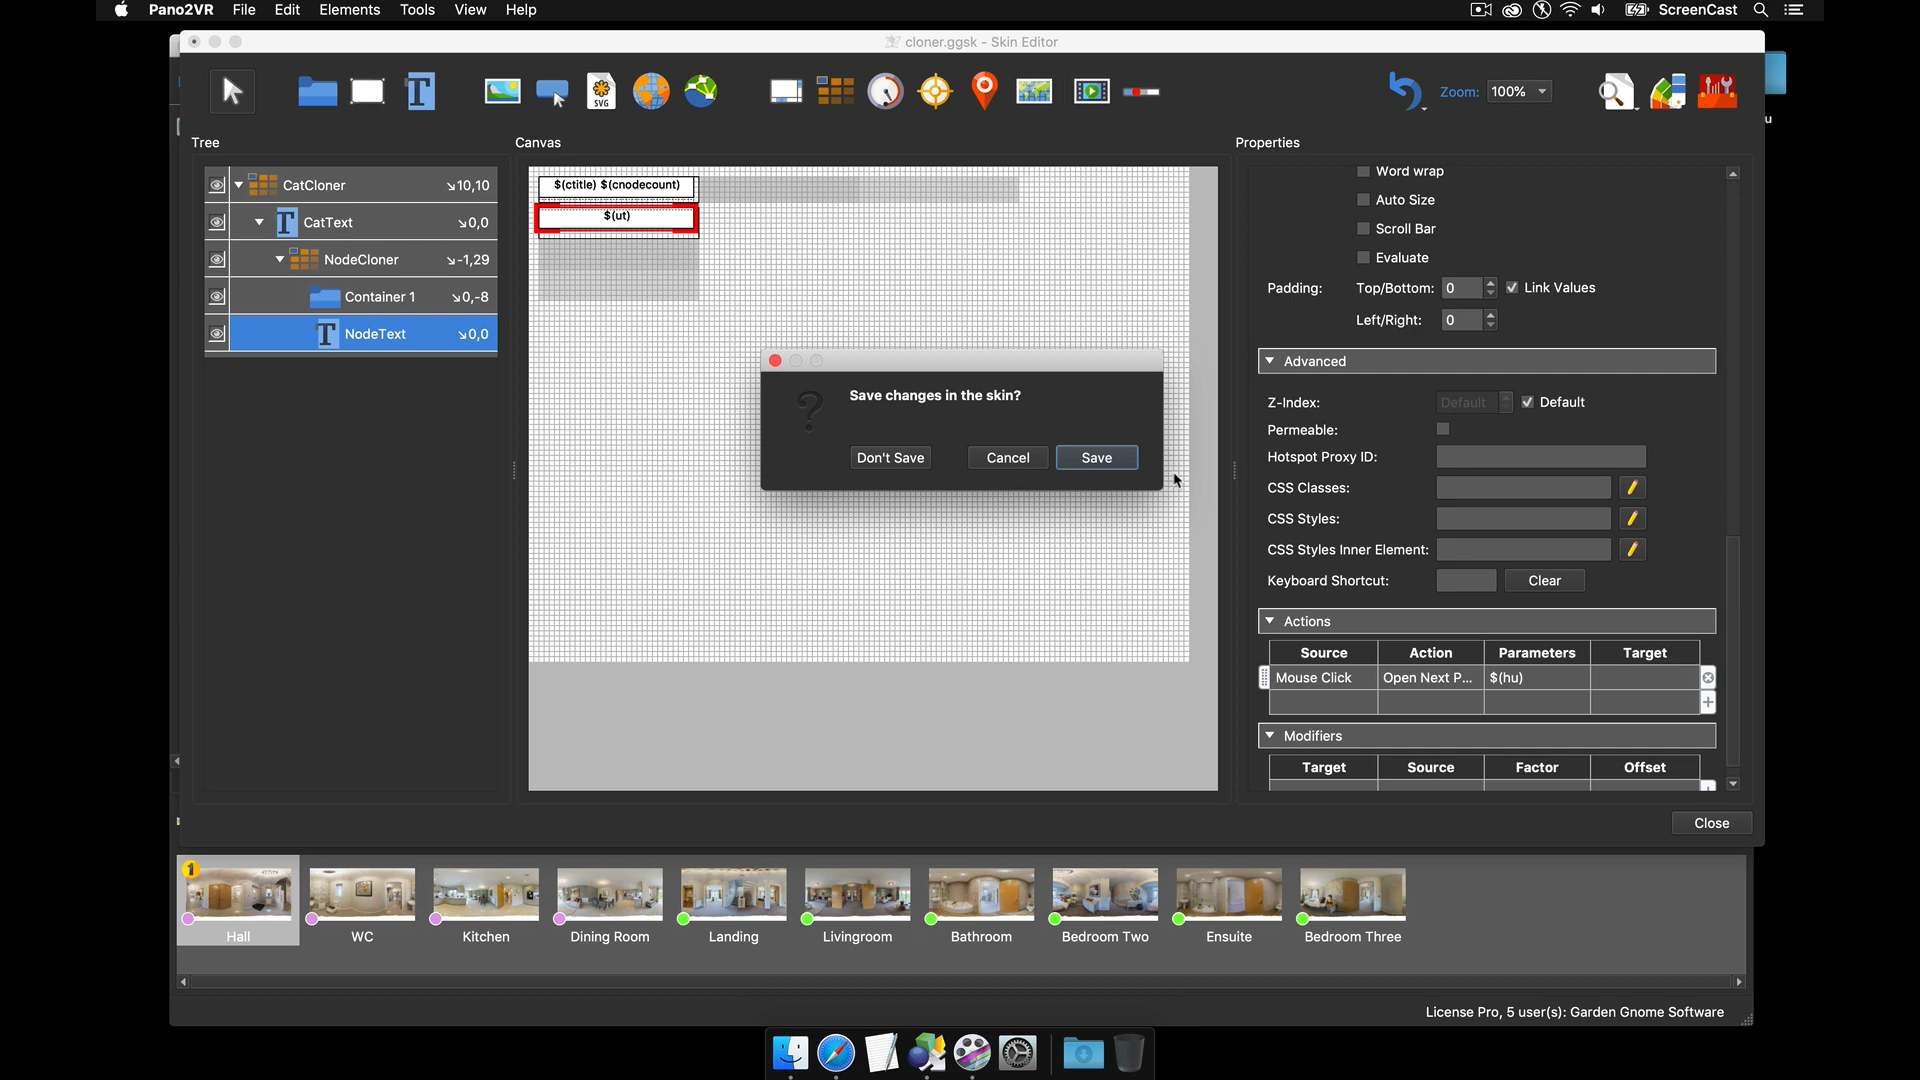 Pano2VR File Edit Elements Tools View Help ScreenCast
cloner.ggsk - Skin Editor
T SVG Zoom: 100%
Tree Canvas Properties
CatCloner ↘10,10
CatText ↘0,0
NodeCloner ↘-1,29
Container 1 ↘0,-8
NodeText ↘0,0
$(ctitle) $(cnodecount)
$(ut)
Save changes in the skin?
Don't Save Cancel Save
Word wrap
Auto Size
Scroll Bar
Evaluate
Padding: Top/Bottom: 0 Link Values
Left/Right: 0
Advanced
Z-Index: Default Default
Permeable:
Hotspot Proxy ID:
CSS Classes:
CSS Styles:
CSS Styles Inner Element:
Keyboard Shortcut: Clear
Actions
Source Action Parameters Target
Mouse Click Open Next P... $(hu)
Modifiers
Target Source Factor Offset
Close
1
Hall WC Kitchen Dining Room Landing Livingroom Bathroom Bedroom Two Ensuite Bedroom Three
License Pro, 5 user(s): Garden Gnome Software